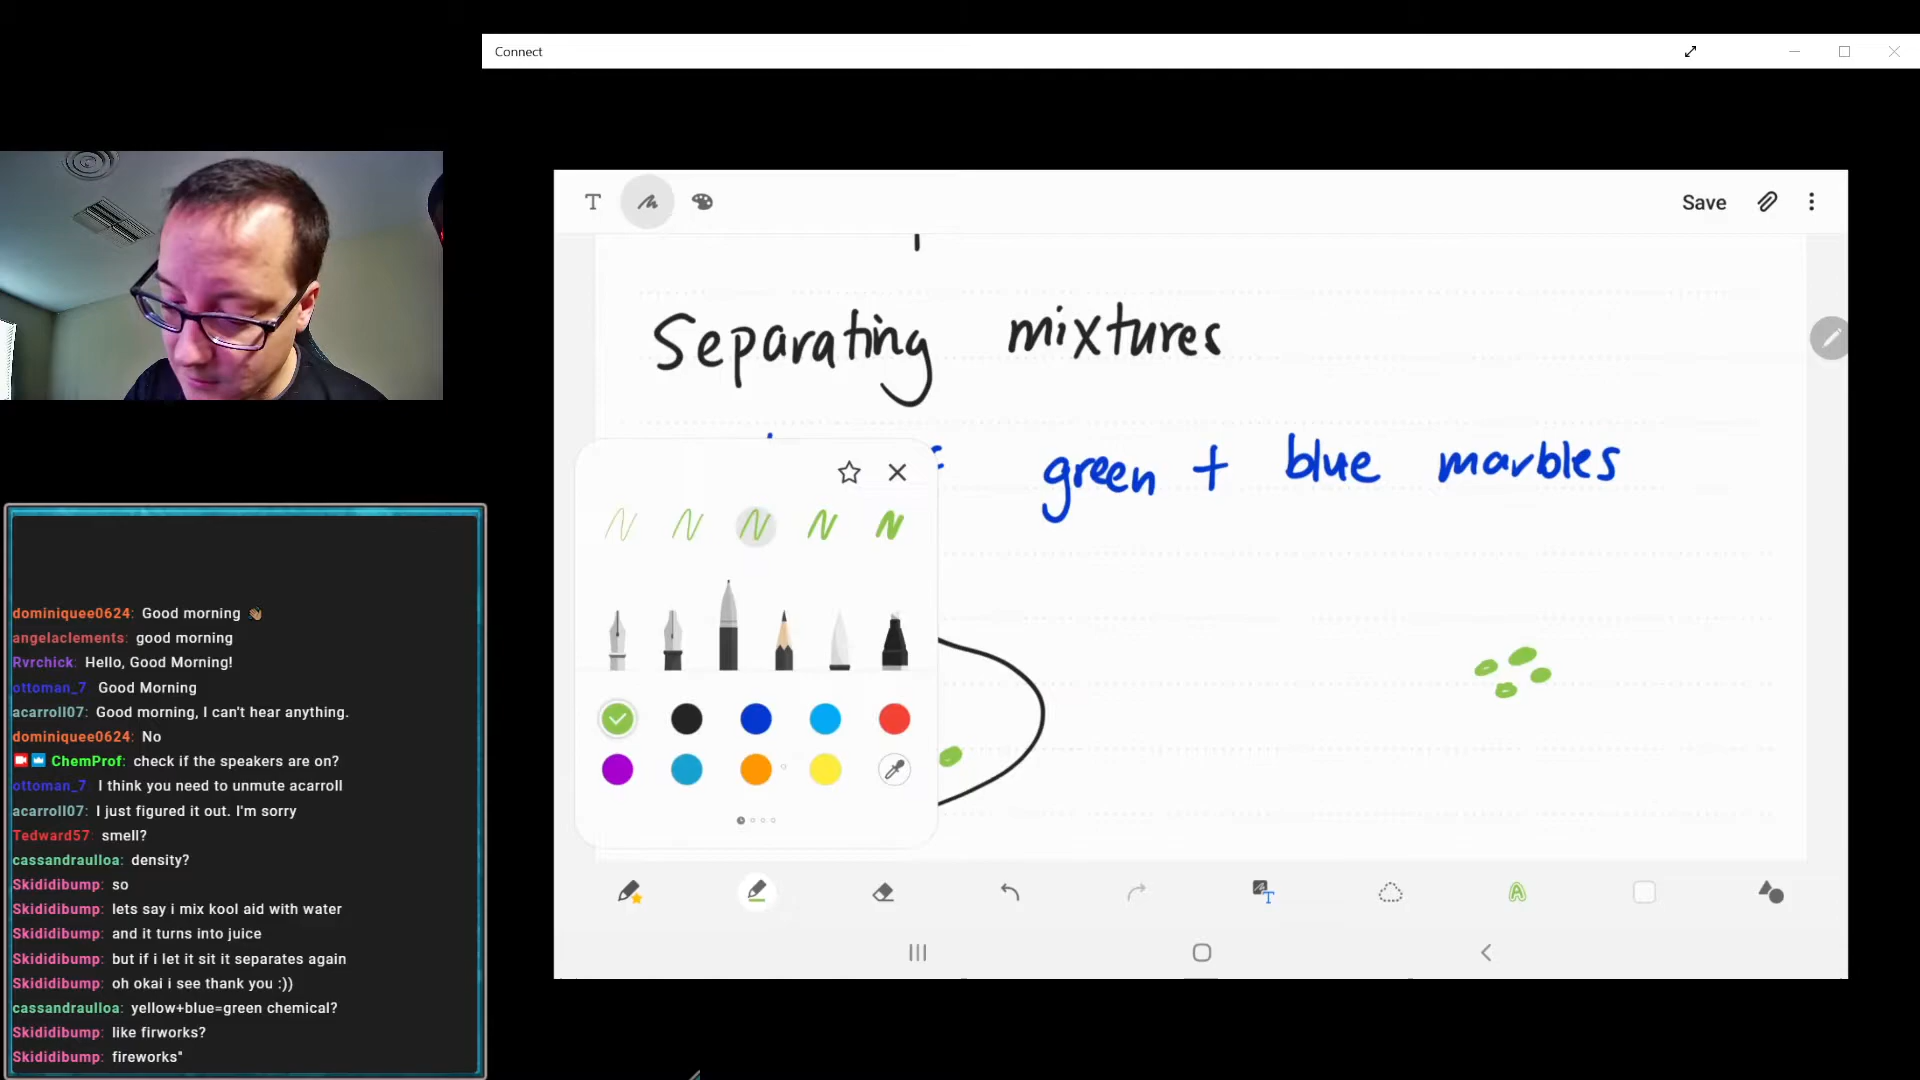 Connect
Save
Separating mixtures
green + blue marbles
dominiquee0624: Good morning 👋🏾
angelaclements: good morning
Rvrchick: Hello, Good Morning!
ottoman_7 Good Morning
acarroll07: Good morning, I can't hear anything.
dominiquee0624: No
ChemProf: check if the speakers are on?
ottoman_7 I think you need to unmute acarroll
acarroll07: I just figured it out. I'm sorry
Tedward57 smell?
cassandraulloa: density?
Skididibump: so
Skididibump: lets say i mix kool aid with water
Skididibump: and it turns into juice
Skididibump: but if i let it sit it separates again
Skididibump: oh okai i see thank you :))
cassandraulloa: yellow+blue=green chemical?
Skididibump: like firworks?
Skididibump: fireworks"